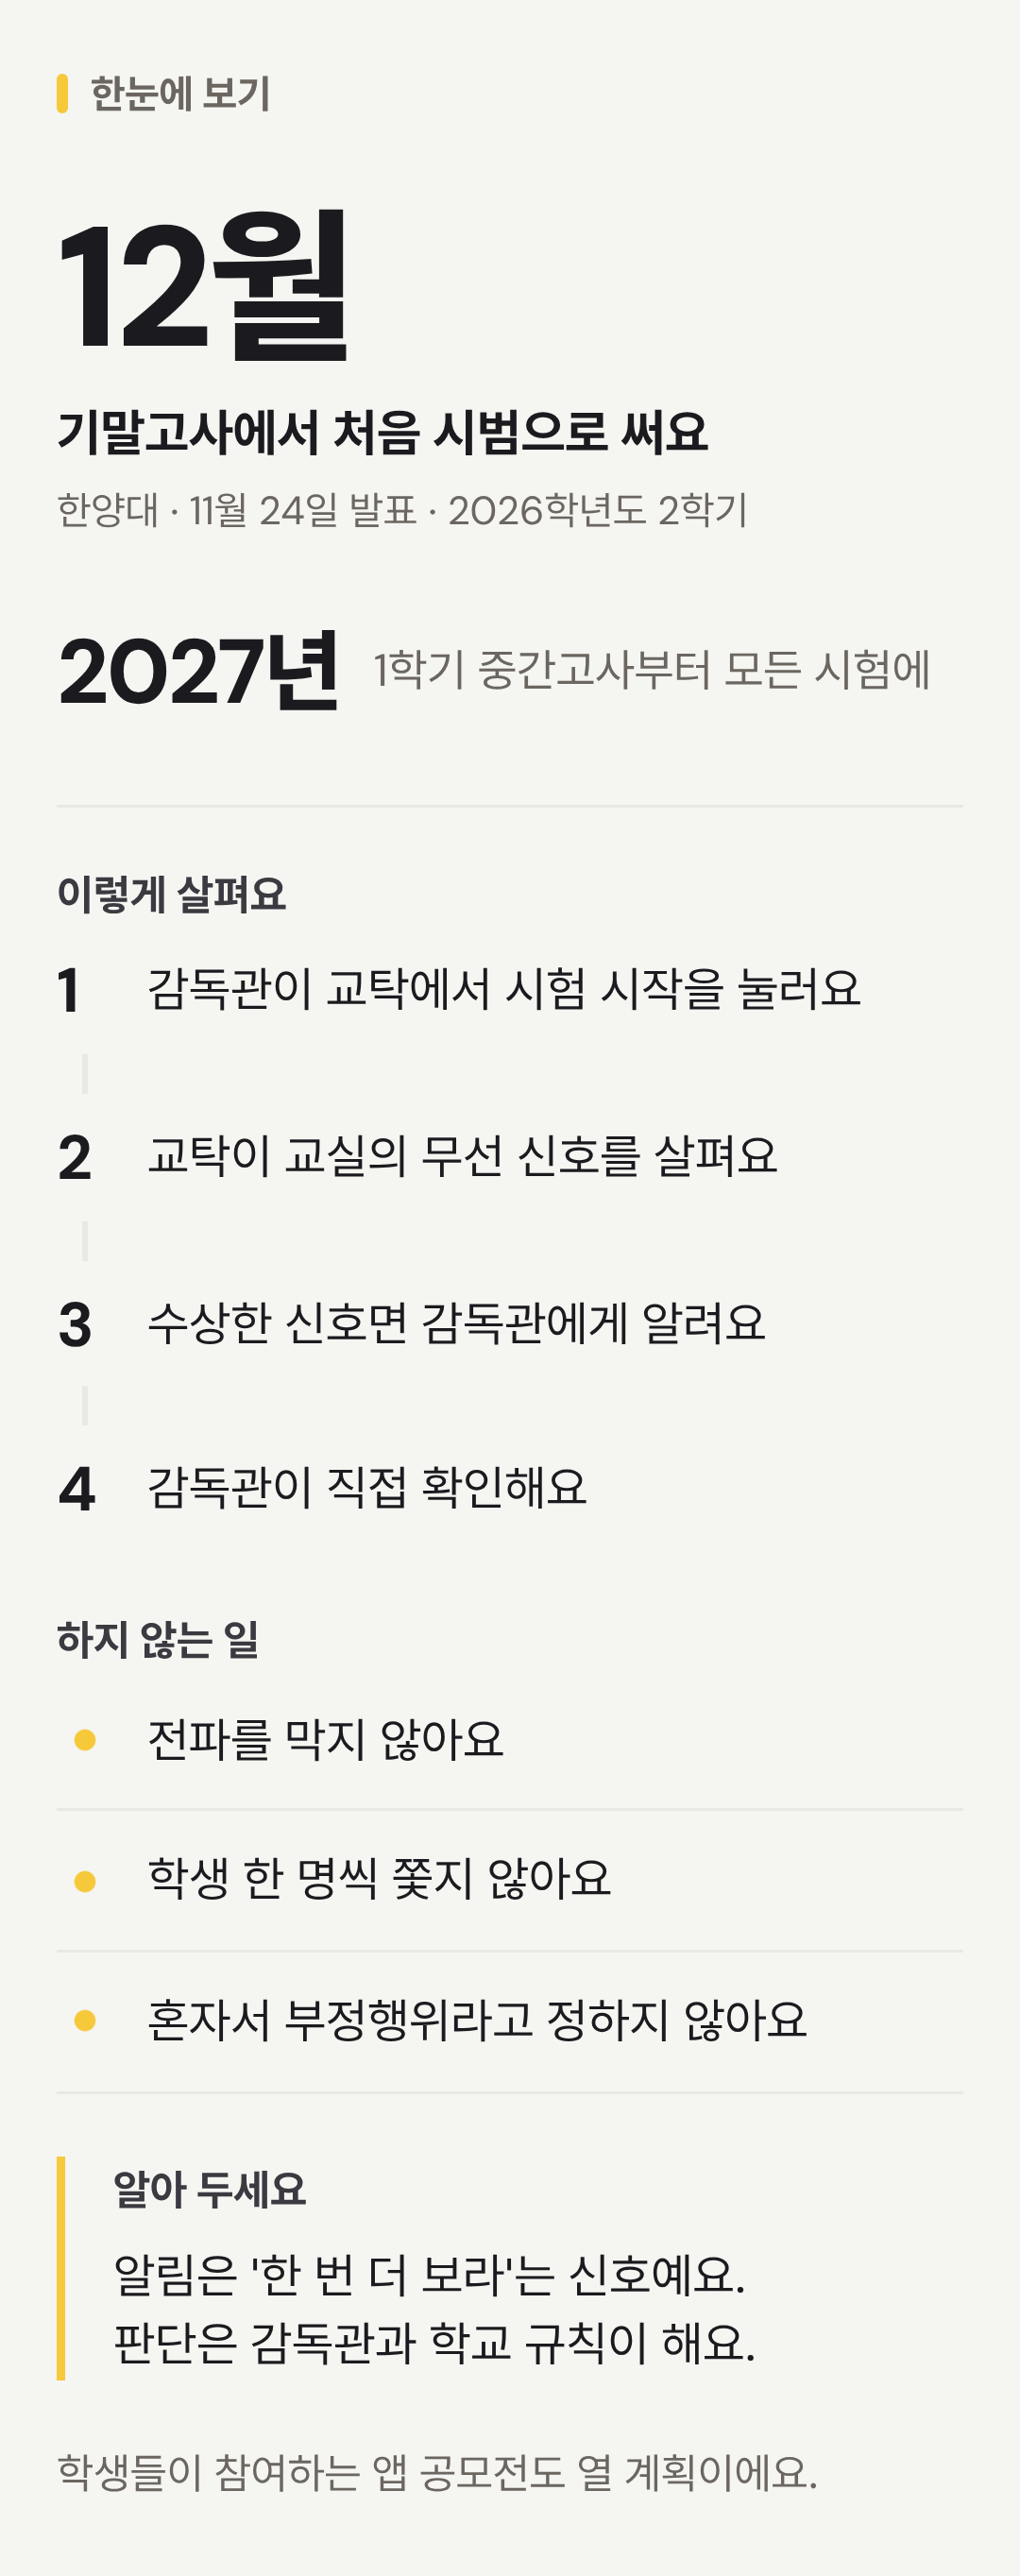 한눈에 보기
12월
기말고사에서 처음 시범으로 써요
한양대 · 11월 24일 발표 · 2026학년도 2학기
2027년 1학기 중간고사부터 모든 시험에
이렇게 살펴요
1 감독관이 교탁에서 시험 시작을 눌러요
2 교탁이 교실의 무선 신호를 살펴요
3 수상한 신호면 감독관에게 알려요
4 감독관이 직접 확인해요
하지 않는 일
전파를 막지 않아요
학생 한 명씩 쫓지 않아요
혼자서 부정행위라고 정하지 않아요
알아 두세요
알림은 '한 번 더 보라'는 신호예요.
판단은 감독관과 학교 규칙이 해요.
학생들이 참여하는 앱 공모전도 열 계획이에요.